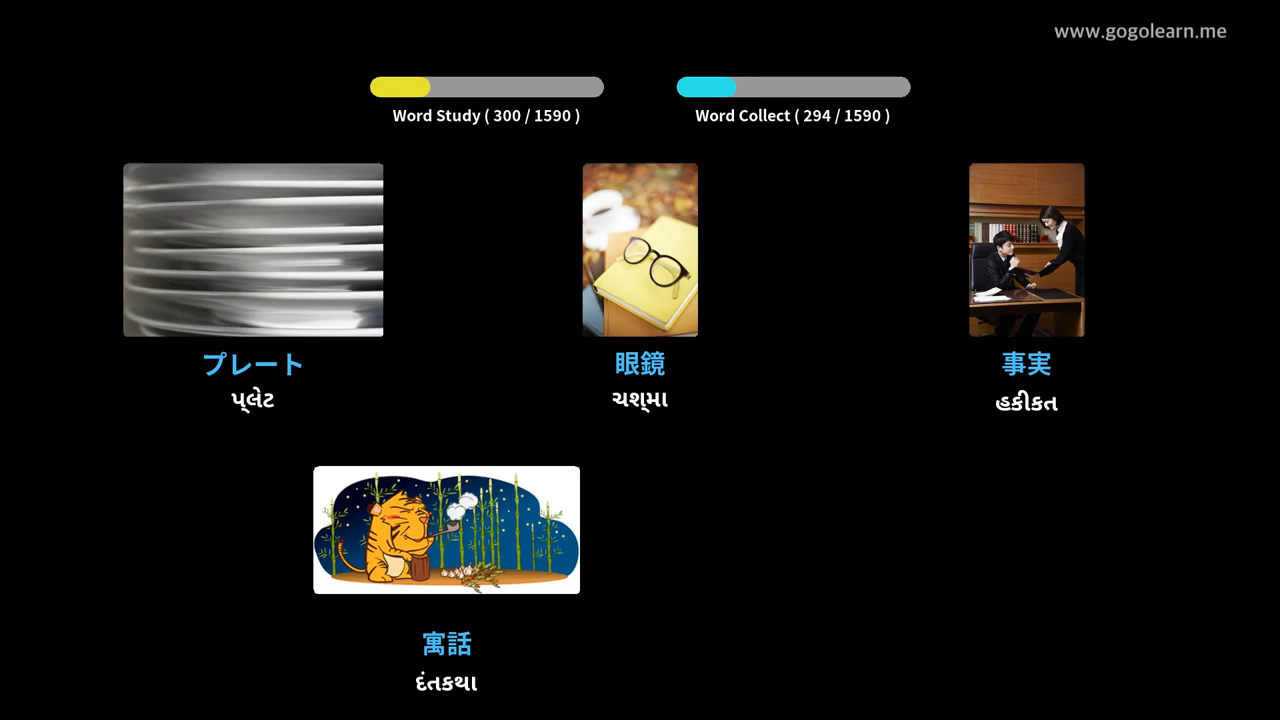 www.gogolearn.me
Word Study ( 300 / 1590 )
Word Collect ( 294 / 1590 )
プレート
પ્લેટ
眼鏡
ચશ્મા
事実
હકીકત
寓話
દંતકથા